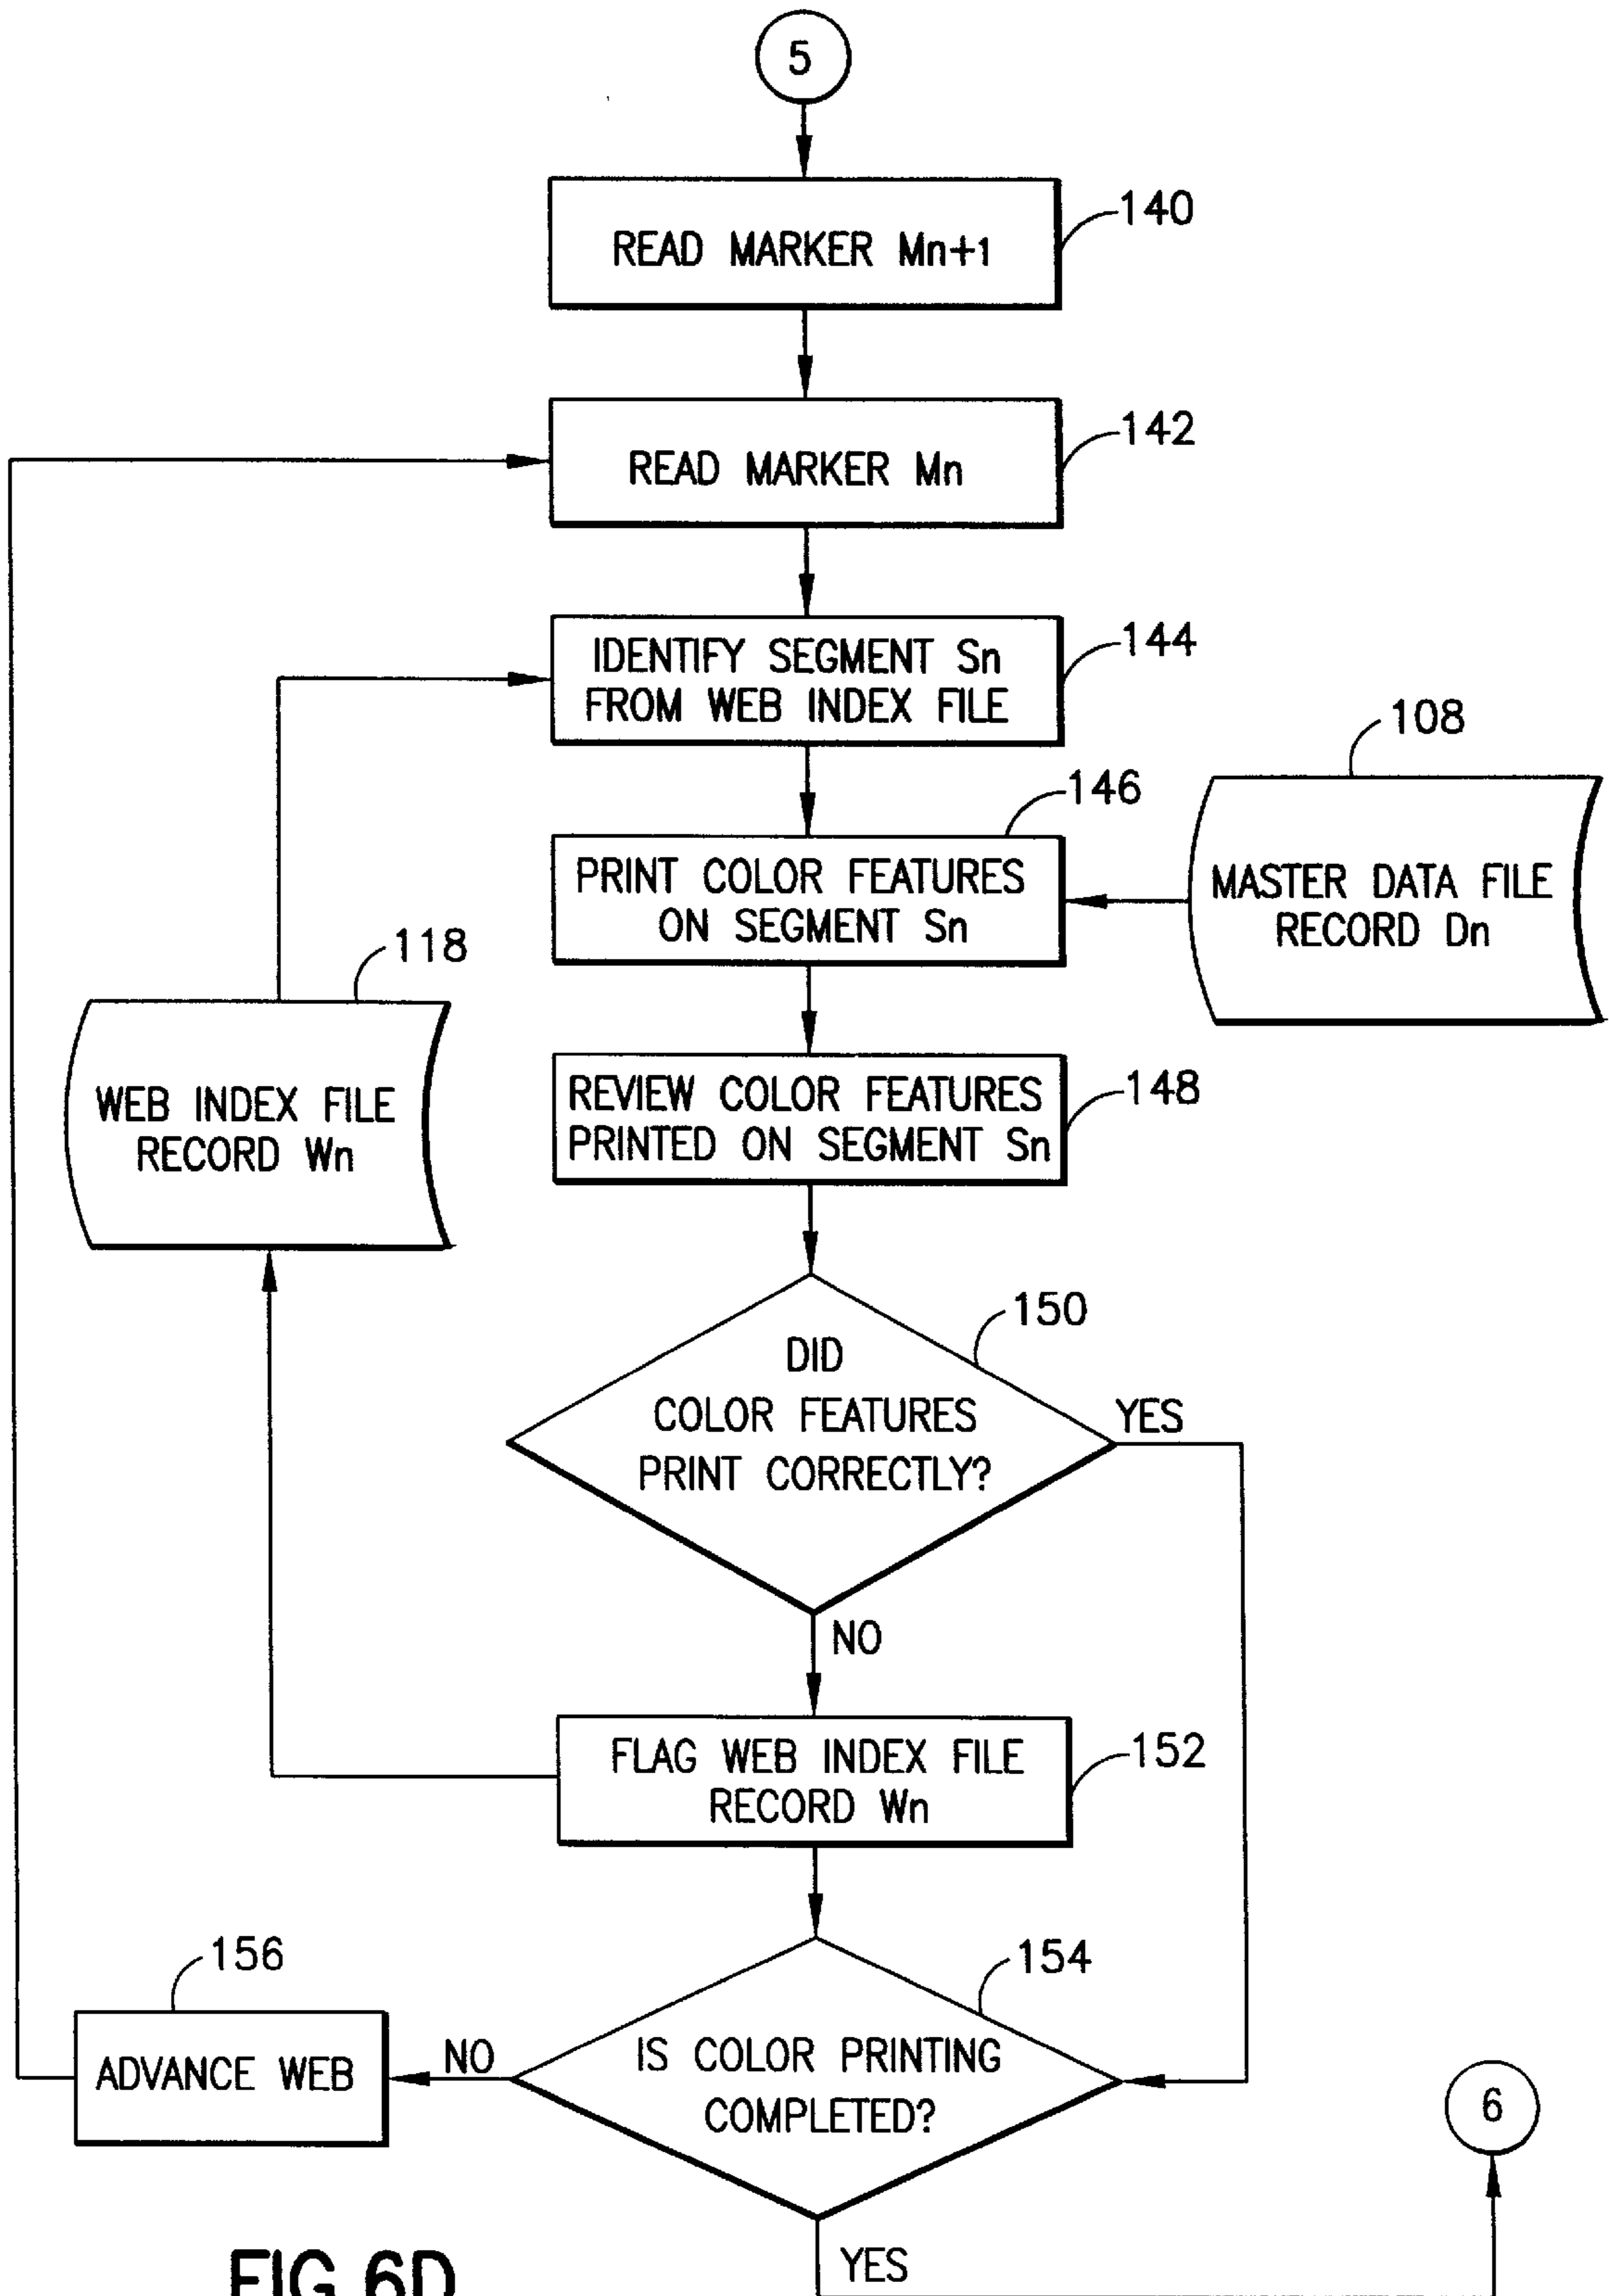 5
140
READ MARKER Mn+1
142
READ MARKER Mn
144
IDENTIFY SEGMENT Sn
FROM WEB INDEX FILE
108
146
PRINT COLOR FEATURES
ON SEGMENT Sn
MASTER DATA FILE
RECORD Dn
118
WEB INDEX FILE
RECORD Wn
148
REVIEW COLOR FEATURES
PRINTED ON SEGMENT Sn
150
DID
COLOR FEATURES
PRINT CORRECTLY?
YES
NO
152
FLAG WEB INDEX FILE
RECORD Wn
156
154
ADVANCE WEB
NO
IS COLOR PRINTING
COMPLETED?
6
YES
FIG.6D